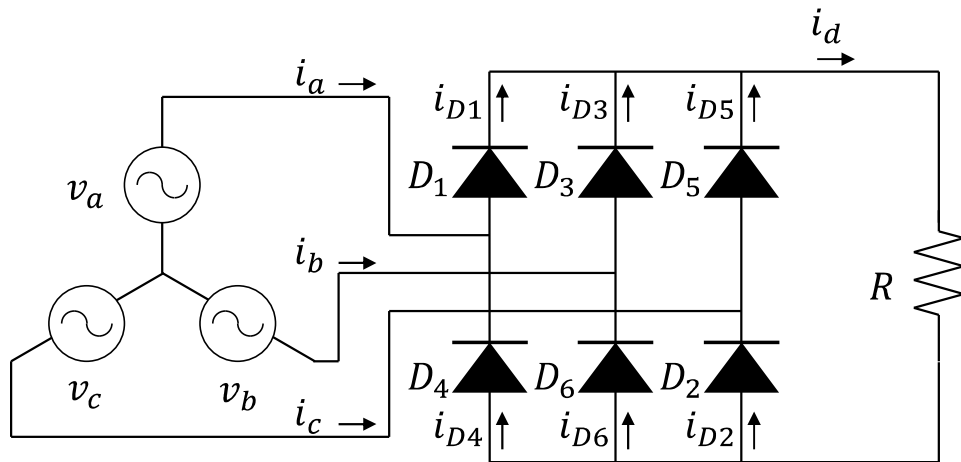 i_d
i_a
i_D1 i_D3 i_D5
v_a D_1 D_3 D_5
i_b
R
v_c v_b D_4 D_6 D_2
i_c
i_D4 i_D6 i_D2